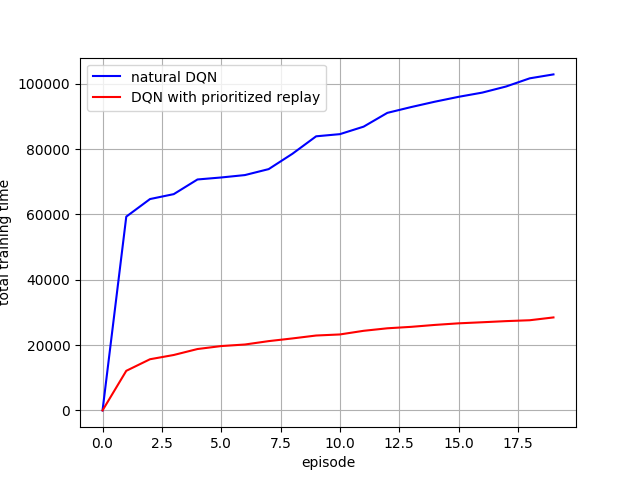 natural DQN
DQN with prioritized replay
100000
80000
60000
40000
20000
0
total training time
0.0 2.5 5.0 7.5 10.0 12.5 15.0 17.5
episode